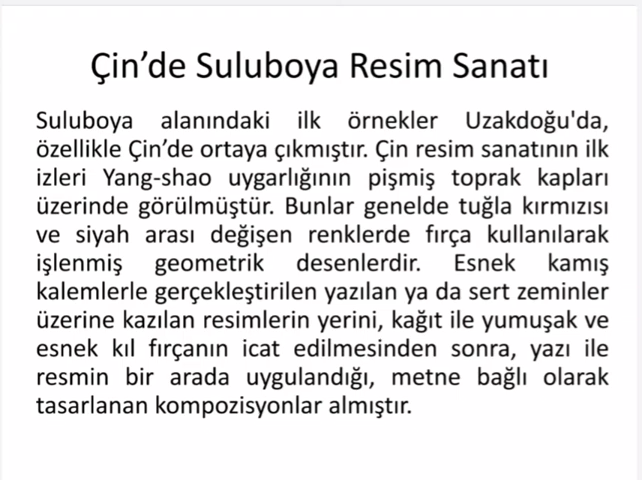 Çin’de Suluboya Resim Sanatı
Suluboya alanındaki ilk örnekler Uzakdoğu'da,
özellikle Çin’de ortaya çıkmıştır. Çin resim sanatının ilk
izleri Yang-shao uygarlığının pişmiş toprak kapları
üzerinde görülmüştür. Bunlar genelde tuğla kırmızısı
ve siyah arası değişen renklerde fırça kullanılarak
işlenmiş geometrik desenlerdir. Esnek kamış
kalemlerle gerçekleştirilen yazılan ya da sert zeminler
üzerine kazılan resimlerin yerini, kağıt ile yumuşak ve
esnek kıl fırçanın icat edilmesinden sonra, yazı ile
resmin bir arada uygulandığı, metne bağlı olarak
tasarlanan kompozisyonlar almıştır.